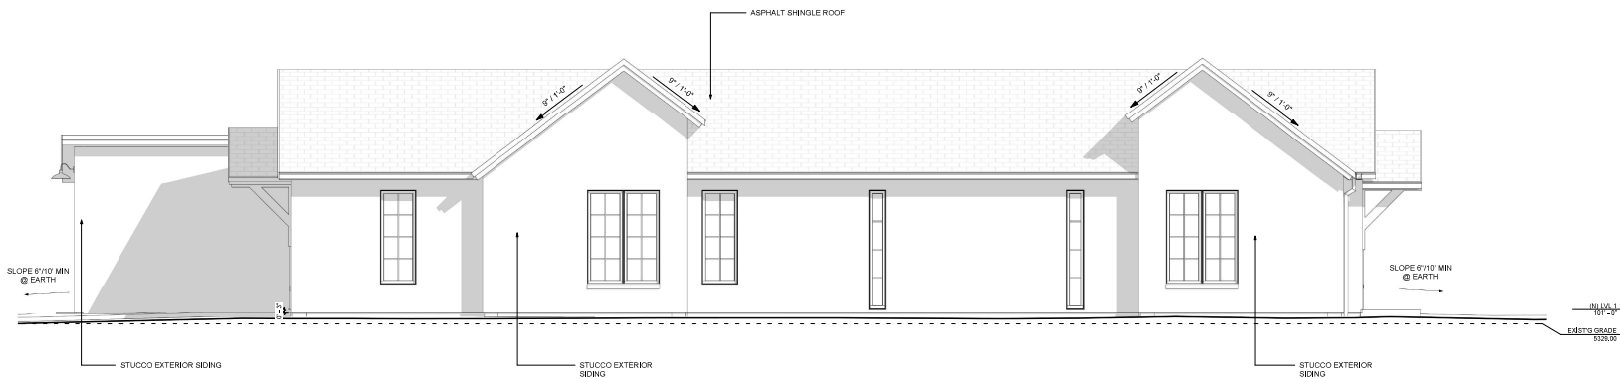 ASPHALT SHINGLE ROOF
9" / 1'-0"
9" / 1'-0"
9" / 1'-0"
9" / 1'-0"
SLOPE 6"/10' MIN
@ EARTH
SLOPE 6"/10' MIN
@ EARTH
(N) LVL 1
101' - 0"
EXIST'G GRADE
5329.00
STUCCO EXTERIOR SIDING
STUCCO EXTERIOR
SIDING
STUCCO EXTERIOR
SIDING